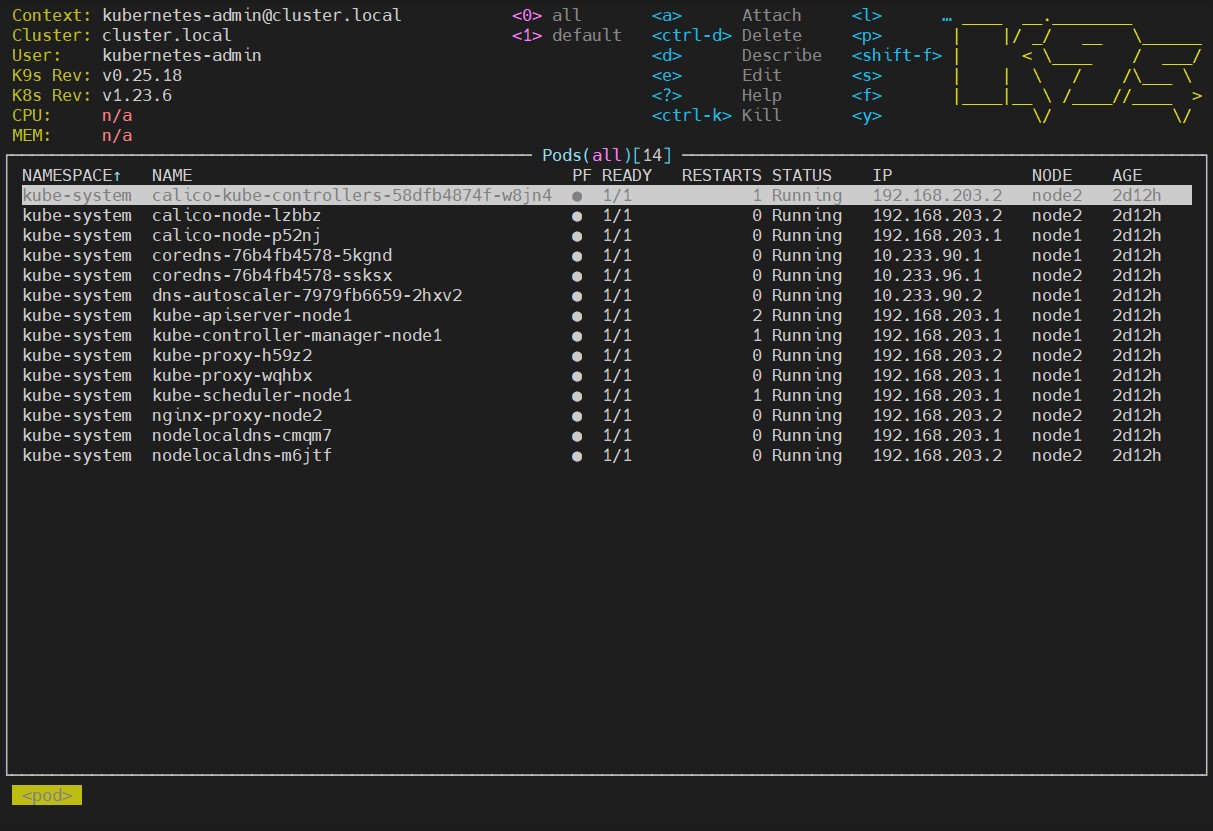 Context: kubernetes-admin@cluster.local <0> all <a> Attach <l> …
Cluster: cluster.local <1> default <ctrl-d> Delete <p>
User: kubernetes-admin <d> Describe <shift-f>
K9s Rev: v0.25.18 <e> Edit <s>
K8s Rev: v1.23.6 <?> Help <f>
CPU: n/a <ctrl-k> Kill <y>
MEM: n/a
Pods(all)[14]
NAMESPACE↑ NAME PF READY RESTARTS STATUS IP NODE AGE
kube-system calico-kube-controllers-58dfb4874f-w8jn4 ● 1/1 1 Running 192.168.203.2 node2 2d12h
kube-system calico-node-lzbbz ● 1/1 0 Running 192.168.203.2 node2 2d12h
kube-system calico-node-p52nj ● 1/1 0 Running 192.168.203.1 node1 2d12h
kube-system coredns-76b4fb4578-5kgnd ● 1/1 0 Running 10.233.90.1 node1 2d12h
kube-system coredns-76b4fb4578-ssksx ● 1/1 0 Running 10.233.96.1 node2 2d12h
kube-system dns-autoscaler-7979fb6659-2hxv2 ● 1/1 0 Running 10.233.90.2 node1 2d12h
kube-system kube-apiserver-node1 ● 1/1 2 Running 192.168.203.1 node1 2d12h
kube-system kube-controller-manager-node1 ● 1/1 1 Running 192.168.203.1 node1 2d12h
kube-system kube-proxy-h59z2 ● 1/1 0 Running 192.168.203.2 node2 2d12h
kube-system kube-proxy-wqhbx ● 1/1 0 Running 192.168.203.1 node1 2d12h
kube-system kube-scheduler-node1 ● 1/1 1 Running 192.168.203.1 node1 2d12h
kube-system nginx-proxy-node2 ● 1/1 0 Running 192.168.203.2 node2 2d12h
kube-system nodelocaldns-cmqm7 ● 1/1 0 Running 192.168.203.1 node1 2d12h
kube-system nodelocaldns-m6jtf ● 1/1 0 Running 192.168.203.2 node2 2d12h
<pod>